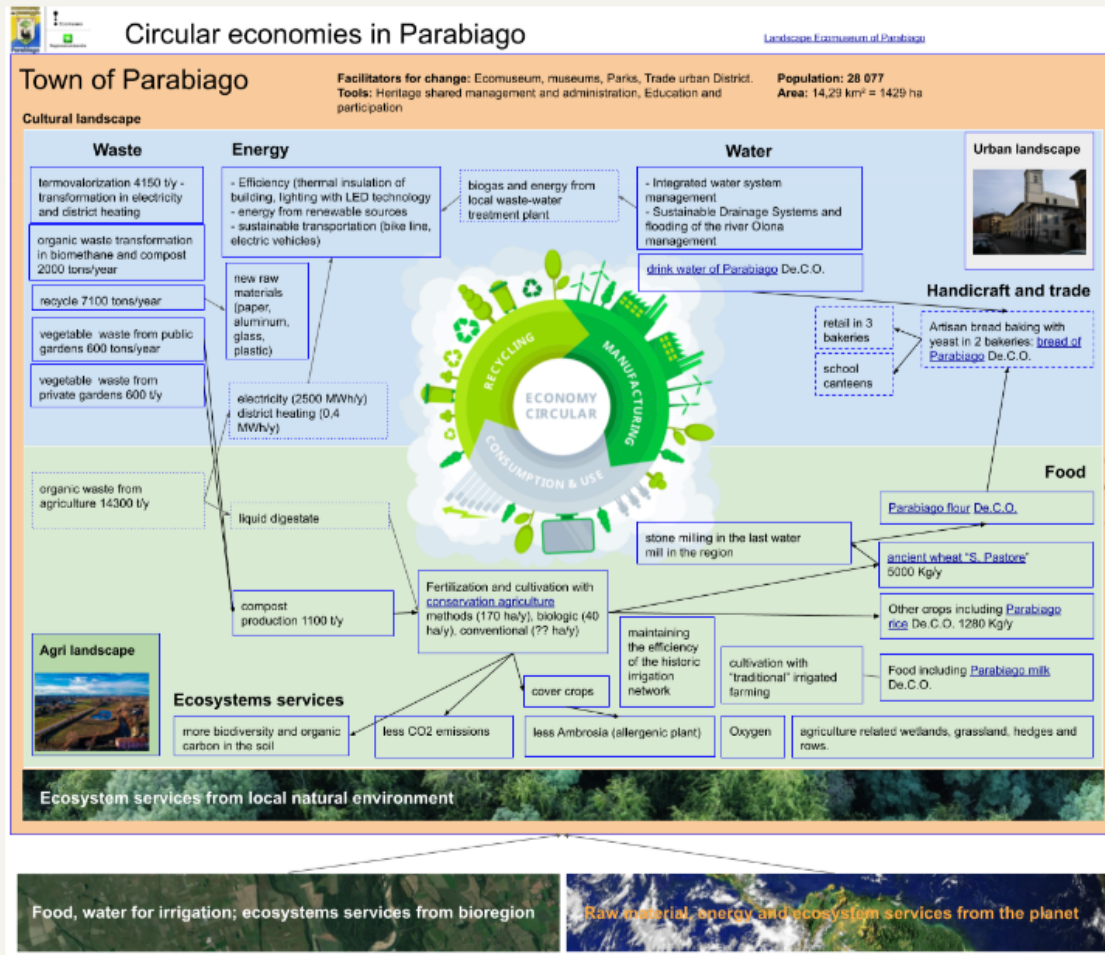 Circular economies in Parabiago
Landscape Ecomuseum of Parabiago
Town of Parabiago
Facilitators for change: Ecomuseum, museums, Parks, Trade urban District.
Tools: Heritage shared management and administration, Education and
participation
Population: 28 077
Area: 14,29 km² = 1429 ha
Cultural landscape
Waste
termovalorization 4150 t/y -
transformation in electricity
and district heating
organic waste transformation
in biomethane and compost
2000 tons/year
recycle 7100 tons/year
vegetable waste from public
gardens 600 tons/year
vegetable waste from
private gardens 600 t/y
Energy
- Efficiency (thermal insulation of
building, lighting with LED technology
- energy from renewable sources
- sustainable transportation (bike line,
electric vehicles)
new raw
materials
(paper,
aluminum,
glass,
plastic)
electricity (2500 MWh/y)
district heating (0,4
MWh/y)
biogas and energy from
local waste-water
treatment plant
Water
- Integrated water system
management
- Sustainable Drainage Systems and
flooding of the river Olona
management
drink water of Parabiago De.C.O.
Urban landscape
Handicraft and trade
retail in 3
bakeries
school
canteens
Artisan bread baking with
yeast in 2 bakeries: bread of
Parabiago De.C.O.
RECYCLING
MANUFACTURING
CONSUMPTION & USE
ECONOMY
CIRCULAR
organic waste from
agriculture 14300 t/y
liquid digestate
compost
production 1100 t/y
Fertilization and cultivation with
conservation agriculture
methods (170 ha/y), biologic (40
ha/y), conventional (?? ha/y)
Food
Parabiago flour De.C.O.
stone milling in the last water
mill in the region
ancient wheat "S. Pastore"
5000 Kg/y
Other crops including Parabiago
rice De.C.O. 1280 Kg/y
maintaining
the efficiency
of the historic
irrigation
network
cultivation with
"traditional" irrigated
farming
Food including Parabiago milk
De.C.O.
Agri landscape
Ecosystems services
cover crops
more biodiversity and organic
carbon in the soil
less CO2 emissions
less Ambrosia (allergenic plant)
Oxygen
agriculture related wetlands, grassland, hedges and
rows.
Ecosystem services from local natural environment
Food, water for irrigation; ecosystems services from bioregion
Raw material, energy and ecosystem services from the planet